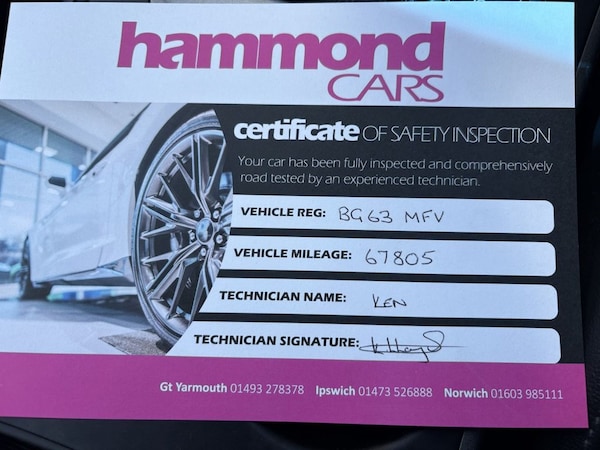 hammond
CARS
certificate OF SAFETY INSPECTION
Your car has been fully inspected and comprehensively
road tested by an experienced technician.
VEHICLE REG: BG63 MFV
VEHICLE MILEAGE: 67805
TECHNICIAN NAME: KEN
TECHNICIAN SIGNATURE:
Gt Yarmouth 01493 278378 Ipswich 01473 526888 Norwich 01603 985111